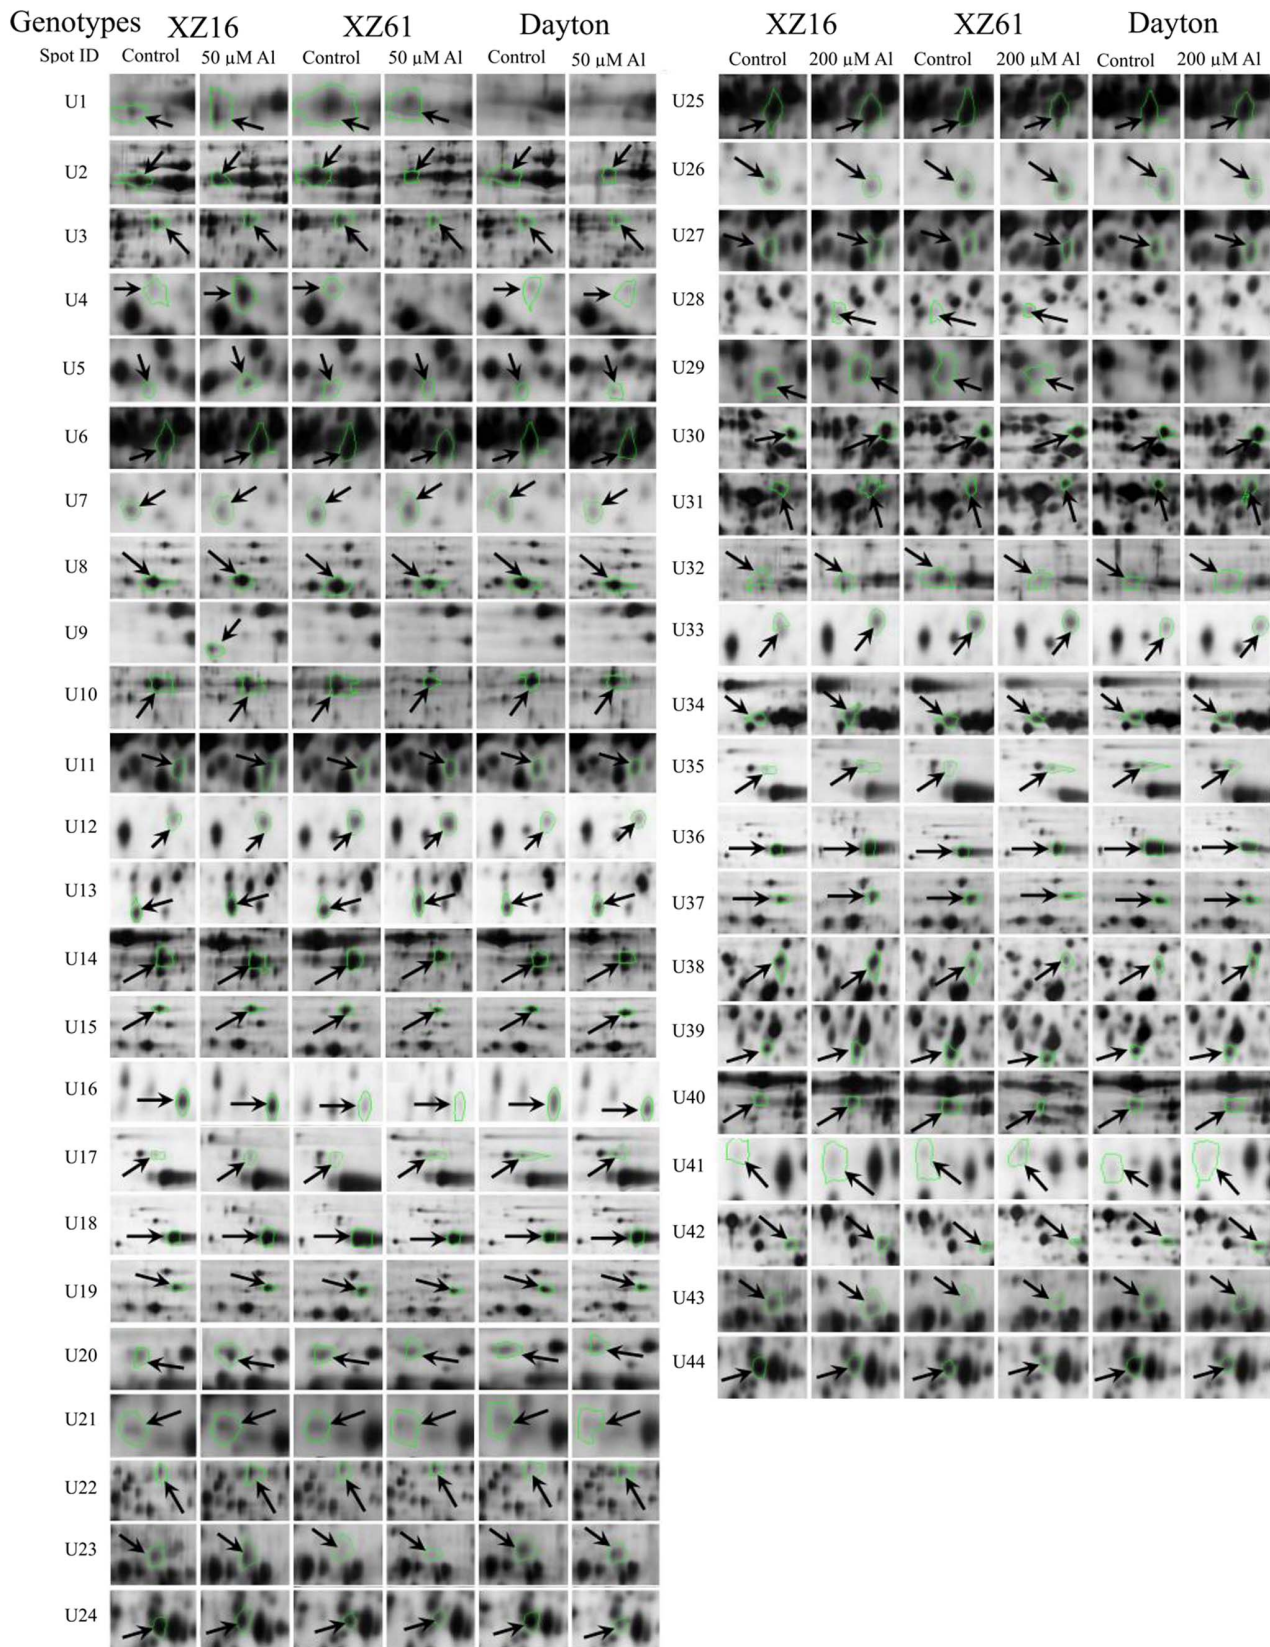 Genotypes XZ16 XZ61 Dayton
Spot ID Control 50 µM Al Control 50 µM Al Control 50 µM Al
U1
U2
U3
U4
U5
U6
U7
U8
U9
U10
U11
U12
U13
U14
U15
U16
U17
U18
U19
U20
U21
U22
U23
U24
XZ16 XZ61 Dayton
Control 200 µM Al Control 200 µM Al Control 200 µM Al
U25
U26
U27
U28
U29
U30
U31
U32
U33
U34
U35
U36
U37
U38
U39
U40
U41
U42
U43
U44